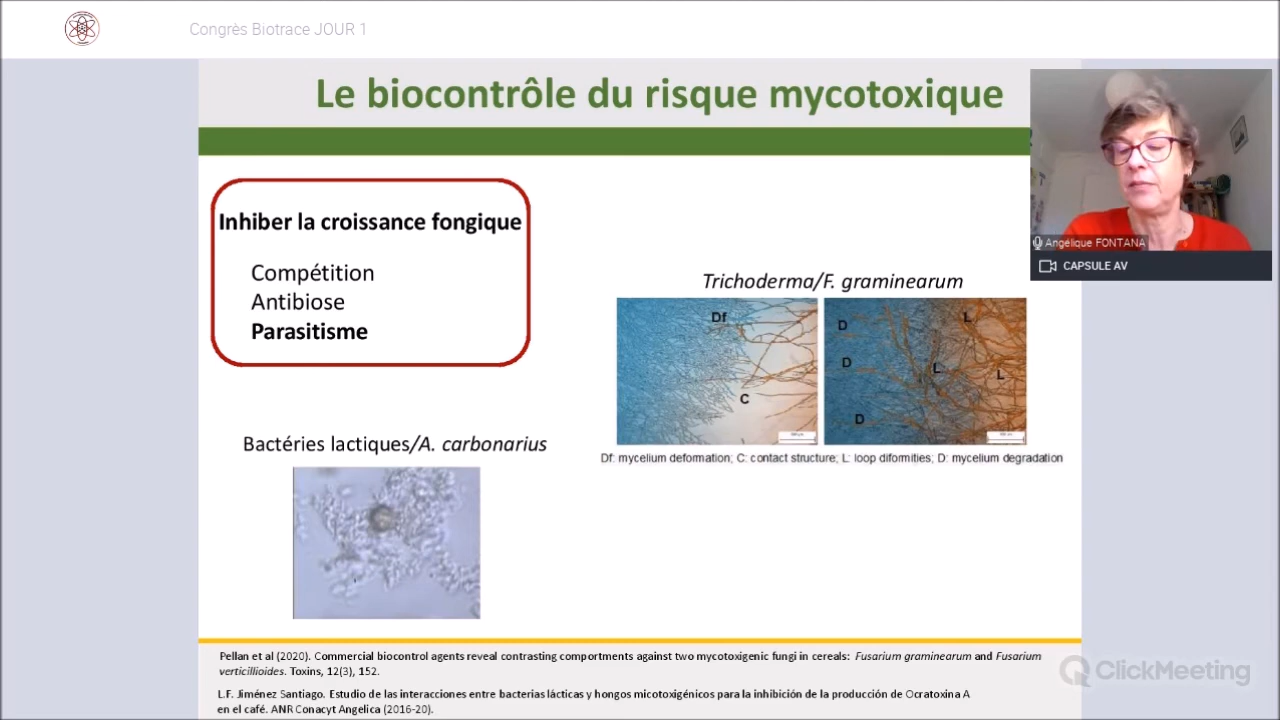 Congrès Biotrace JOUR 1
Le biocontrôle du risque mycotoxique
Inhiber la croissance fongique
Compétition
Antibiose
Parasitisme
Angélique FONTANA
CAPSULE AV
Trichoderma/F. graminearum
Df
C
D
D
D
L
L
L
Df: mycelium deformation; C: contact structure; L: loop diformities; D: mycelium degradation
Bactéries lactiques/A. carbonarius
Pellan et al (2020). Commercial biocontrol agents reveal contrasting comportments against two mycotoxigenic fungi in cereals: Fusarium graminearum and Fusarium
verticillioides. Toxins, 12(3), 152.
L.F. Jiménez Santiago. Estudio de las interacciones entre bacterias lácticas y hongos micotoxigénicos para la inhibición de la producción de Ocratoxina A
en el café. ANR Conacyt Angelica (2016-20).
ClickMeeting